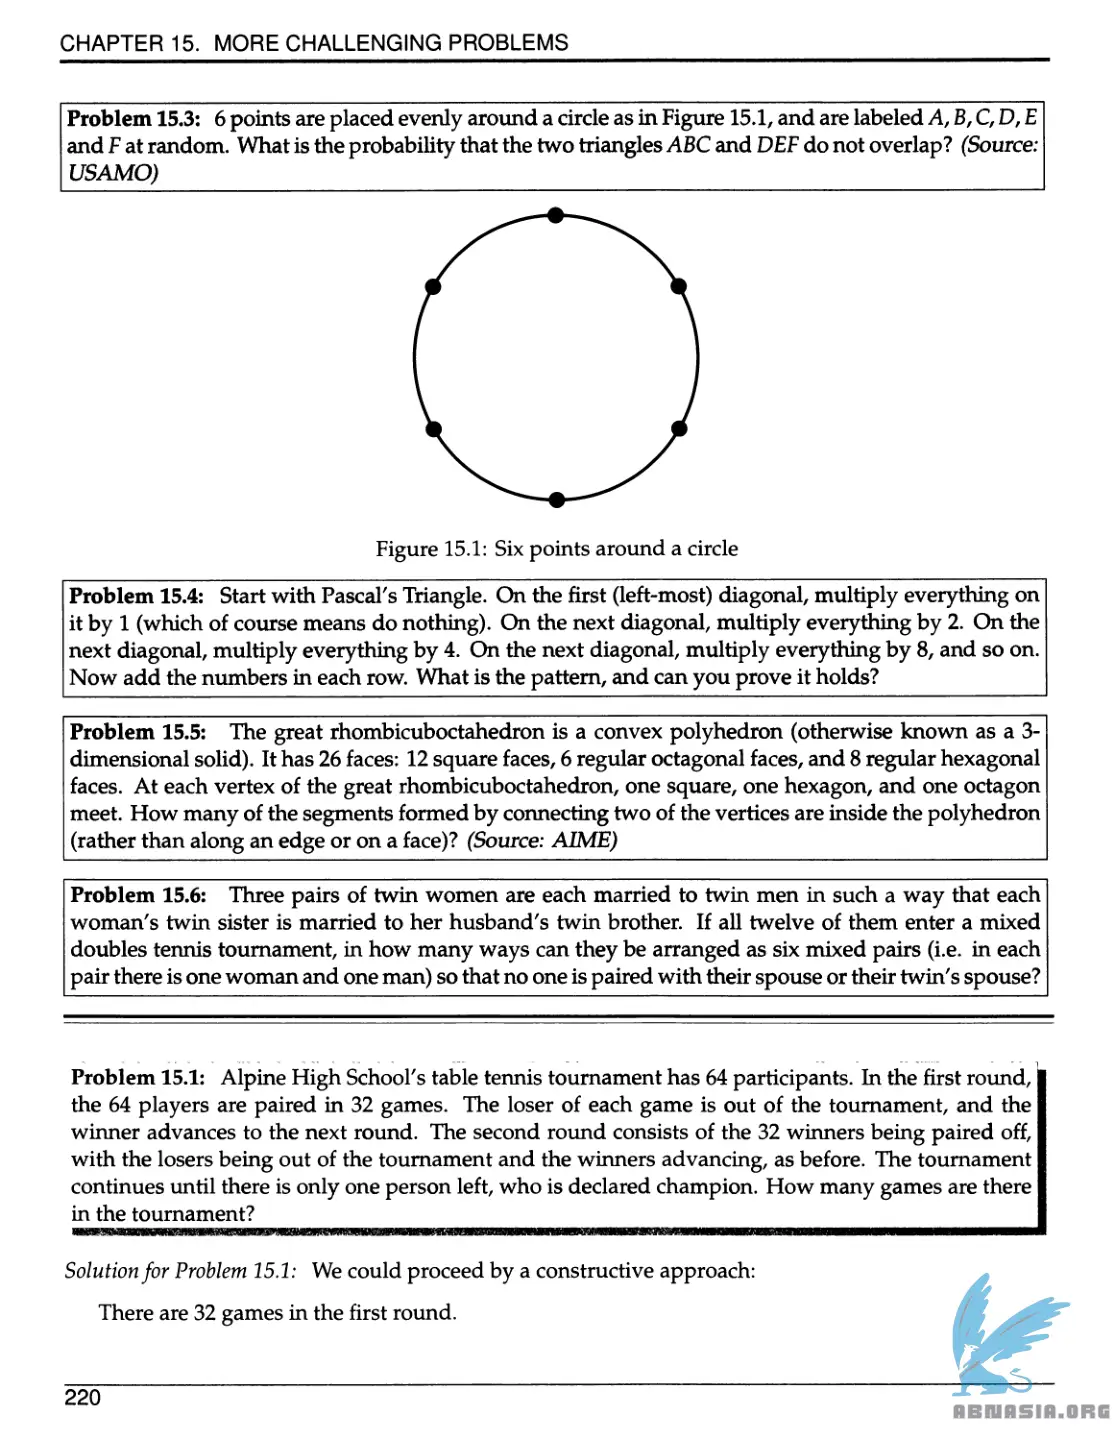 CHAPTER 15. MORE CHALLENGING PROBLEMS
Problem 15.3: 6 points are placed evenly around a circle as in Figure 15.1, and are labeled A, B, C, D, E
and F at random. What is the probability that the two triangles ABC and DEF do not overlap? (Source:
USAMO)
Figure 15.1: Six points around a circle
Problem 15.4: Start with Pascal's Triangle. On the first (left-most) diagonal, multiply everything on
it by 1 (which of course means do nothing). On the next diagonal, multiply everything by 2. On the
next diagonal, multiply everything by 4. On the next diagonal, multiply everything by 8, and so on.
Now add the numbers in each row. What is the pattern, and can you prove it holds?
Problem 15.5: The great rhombicuboctahedron is a convex polyhedron (otherwise known as a 3-
dimensional solid). It has 26 faces: 12 square faces, 6 regular octagonal faces, and 8 regular hexagonal
faces. At each vertex of the great rhombicuboctahedron, one square, one hexagon, and one octagon
meet. How many of the segments formed by connecting two of the vertices are inside the polyhedron
(rather than along an edge or on a face)? (Source: AIME)
Problem 15.6: Three pairs of twin women are each married to twin men in such a way that each
woman's twin sister is married to her husband's twin brother. If all twelve of them enter a mixed
doubles tennis tournament, in how many ways can they be arranged as six mixed pairs (i.e. in each
pair there is one woman and one man) so that no one is paired with their spouse or their twin's spouse?
Problem 15.1: Alpine High School's table tennis tournament has 64 participants. In the first round,
the 64 players are paired in 32 games. The loser of each game is out of the tournament, and the
winner advances to the next round. The second round consists of the 32 winners being paired off,
with the losers being out of the tournament and the winners advancing, as before. The tournament
continues until there is only one person left, who is declared champion. How many games are there
in the tournament?
Solution for Problem 15.1: We could proceed by a constructive approach:
There are 32 games in the first round.
220
ABNASIA.ORG